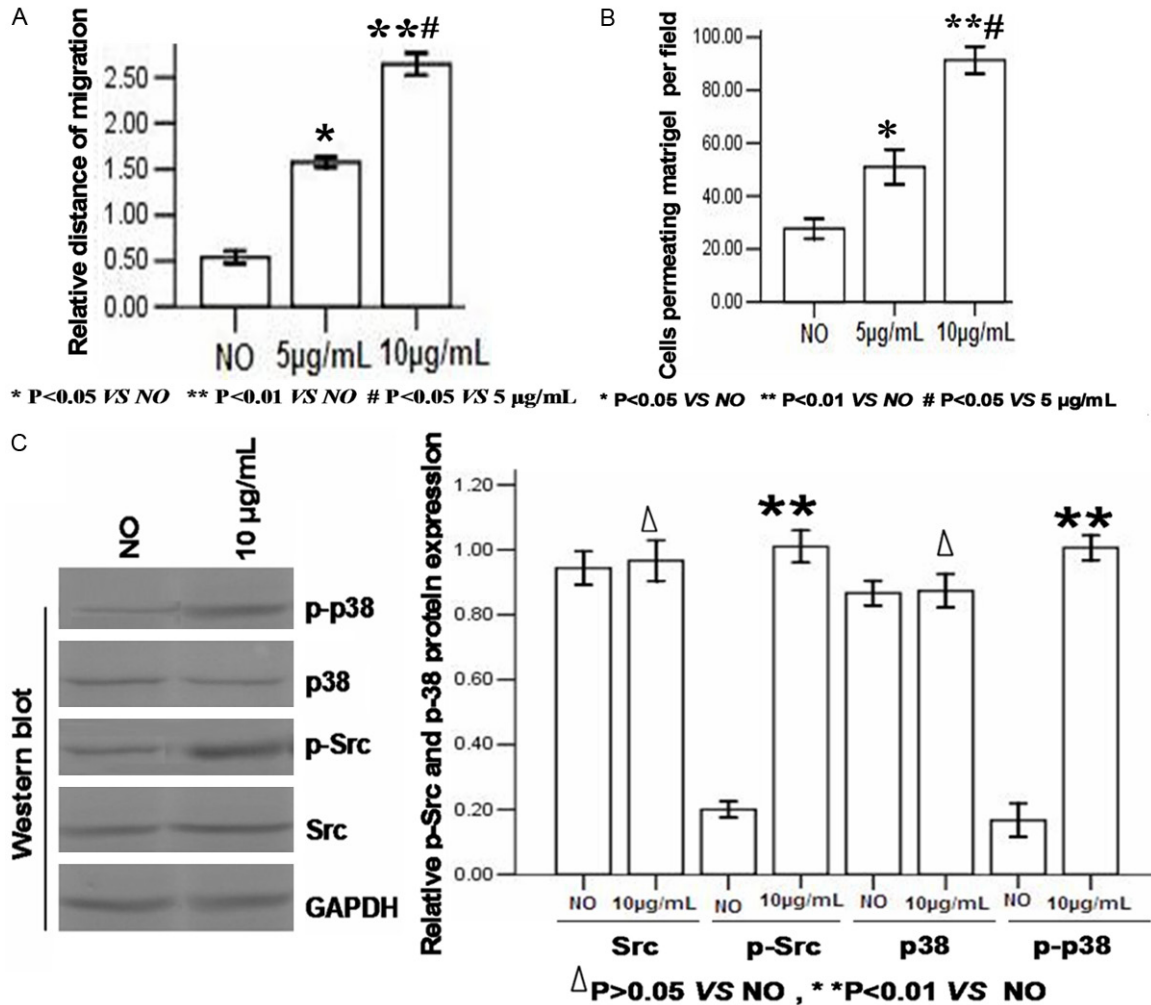 A
Relative distance of migration
2.50
2.00
1.50
1.00
0.50
0.00
**#
*
NO 5µg/mL 10µg/mL
* P<0.05 VS NO ** P<0.01 VS NO # P<0.05 VS 5 µg/mL
B
Cells permeating matrigel per field
100.00
80.00
60.00
40.00
20.00
0.00
**#
*
NO 5µg/mL 10µg/mL
* P<0.05 VS NO ** P<0.01 VS NO # P<0.05 VS 5 µg/mL
C
NO 10 µg/mL
Western blot
p-p38
p38
p-Src
Src
GAPDH
Relative p-Src and p-38 protein expression
1.20
1.00
0.80
0.60
0.40
0.20
0.00
Δ ** Δ **
NO 10µg/mL NO 10µg/mL NO 10µg/mL NO 10µg/mL
Src p-Src p38 p-p38
Δ P>0.05 VS NO , * *P<0.01 VS NO